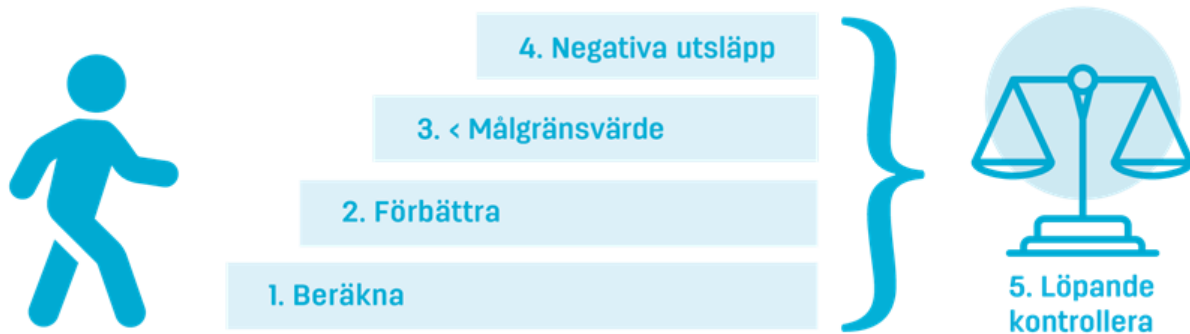 4. Negativa utsläpp
3. < Målgränsvärde
2. Förbättra
1. Beräkna
5. Löpande
kontrollera